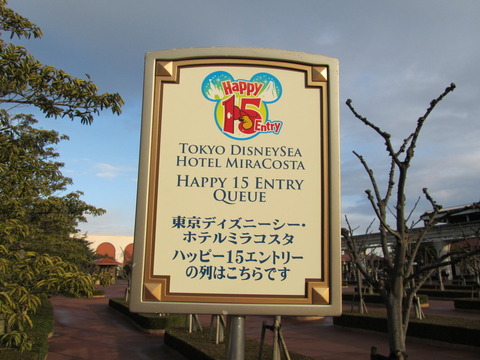 Happy
15
Entry
TOKYO DISNEYSEA
HOTEL MIRACOSTA
HAPPY 15 ENTRY
QUEUE
東京ディズニーシー・
ホテルミラコスタ
ハッピー15エントリー
の列はこちらです